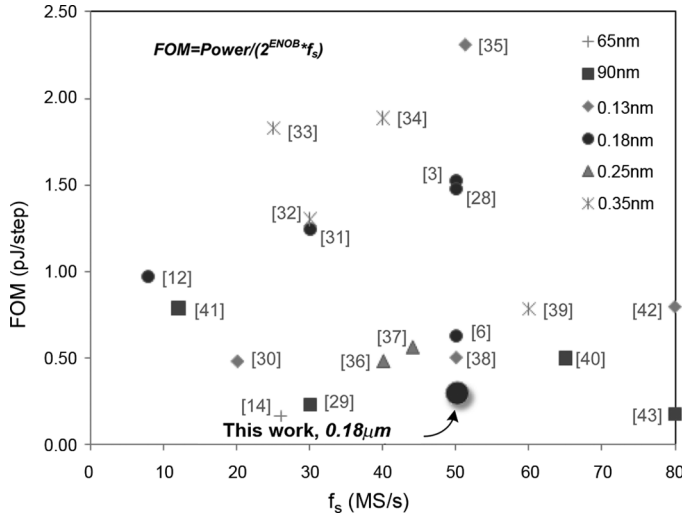 2.50
FOM=Power/(2^ENOB*fs)
[35]
65nm
90nm
0.13nm
0.18nm
0.25nm
0.35nm
2.00
[33]
[34]
1.50
[3]
[28]
[32]
[31]
FOM (pJ/step)
1.00
[12]
[41]
[39]
[42]
[6]
[37]
0.50
[30]
[36]
[38]
[40]
[14]
[29]
[43]
This work, 0.18μm
0.00
0 10 20 30 40 50 60 70 80
fs (MS/s)